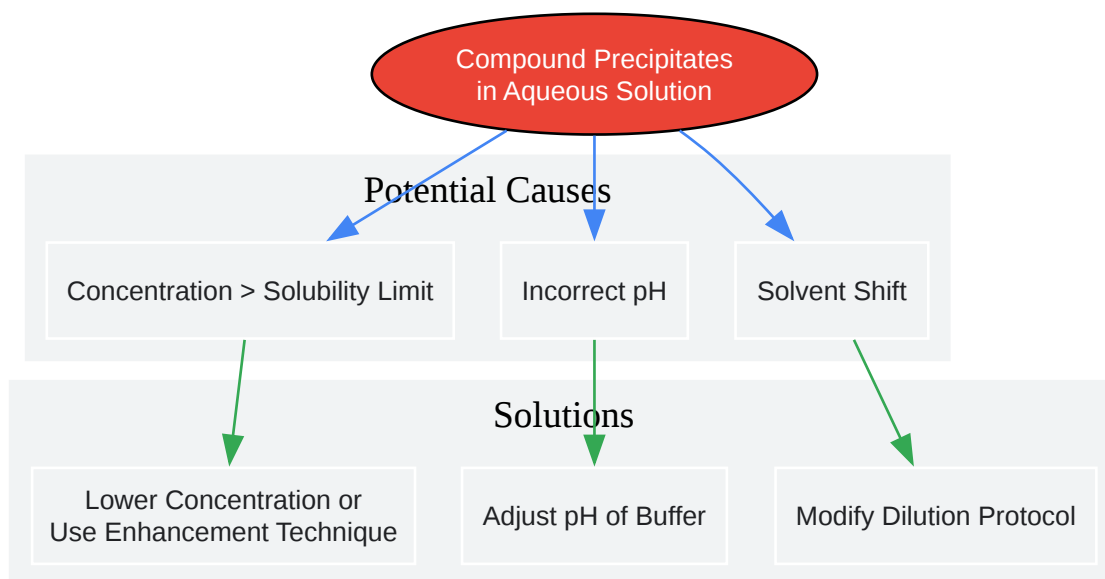 Compound Precipitates
in Aqueous Solution
Potential Causes
Concentration > Solubility Limit
Incorrect pH
Solvent Shift
Solutions
Lower Concentration or
Use Enhancement Technique
Adjust pH of Buffer
Modify Dilution Protocol